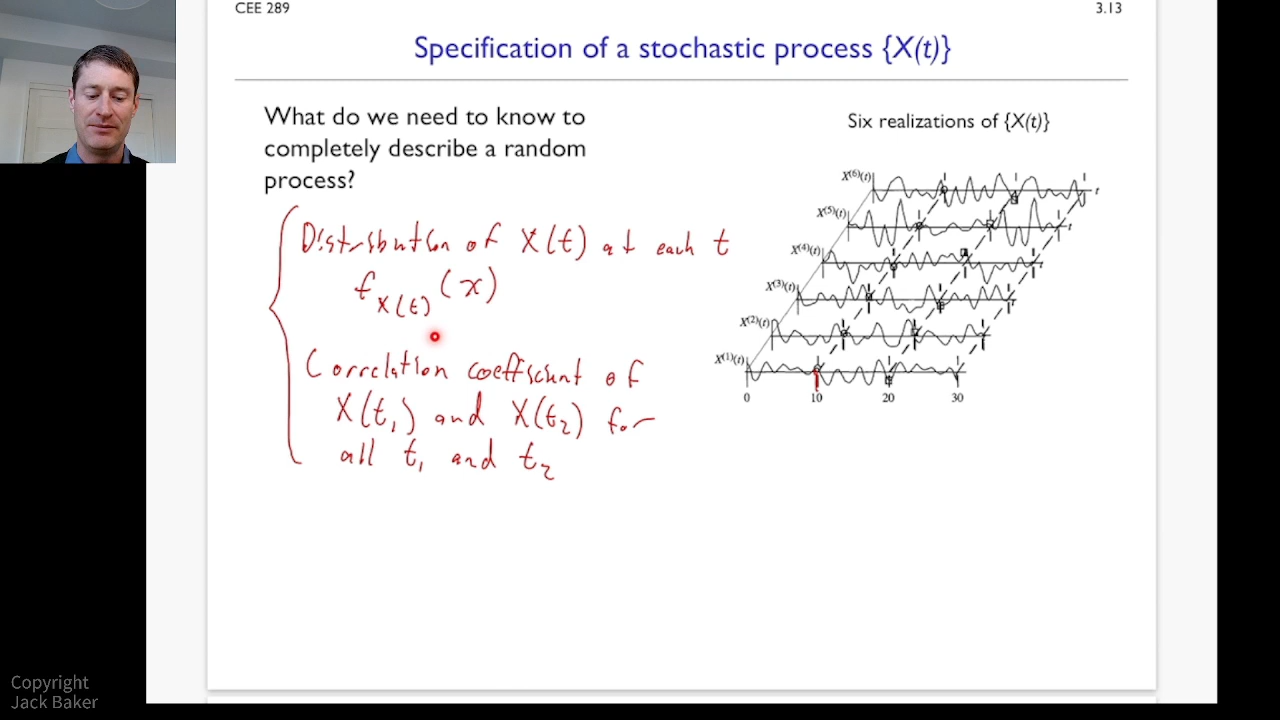 CEE 289
3.13
Specification of a stochastic process {X(t)}
What do we need to know to
completely describe a random
process?
Distribution of X(t) at each t
f_X(t) (x)
Correlation coefficient of
X(t₁) and X(t₂) for
all t₁ and t₂
Six realizations of {X(t)}
X⁽⁶⁾(t)
t
X⁽⁵⁾(t)
t
X⁽⁴⁾(t)
t
X⁽³⁾(t)
t
X⁽²⁾(t)
t
X⁽¹⁾(t)
0 10 20 30
Copyright
Jack Baker